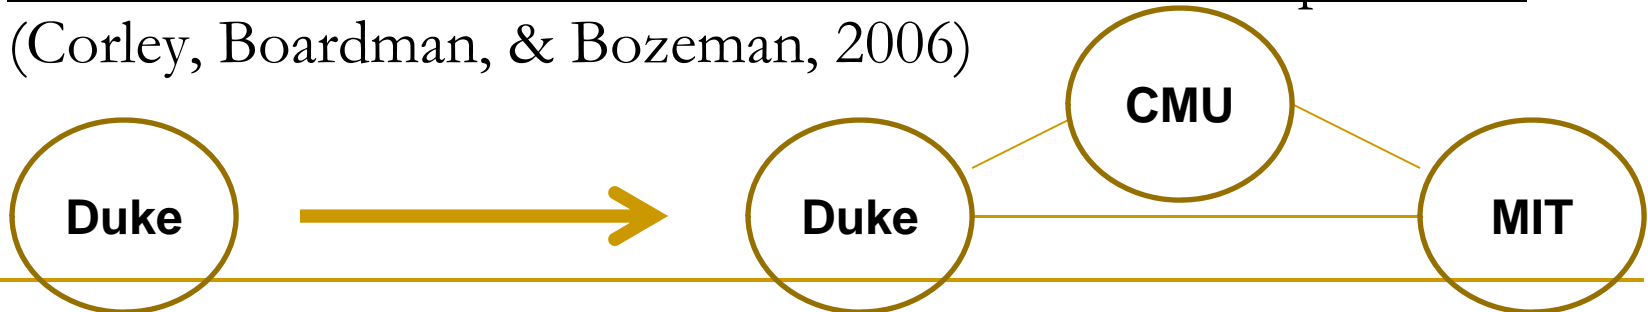 (Corley, Boardman, & Bozeman, 2006)
CMU
Duke
Duke
MIT